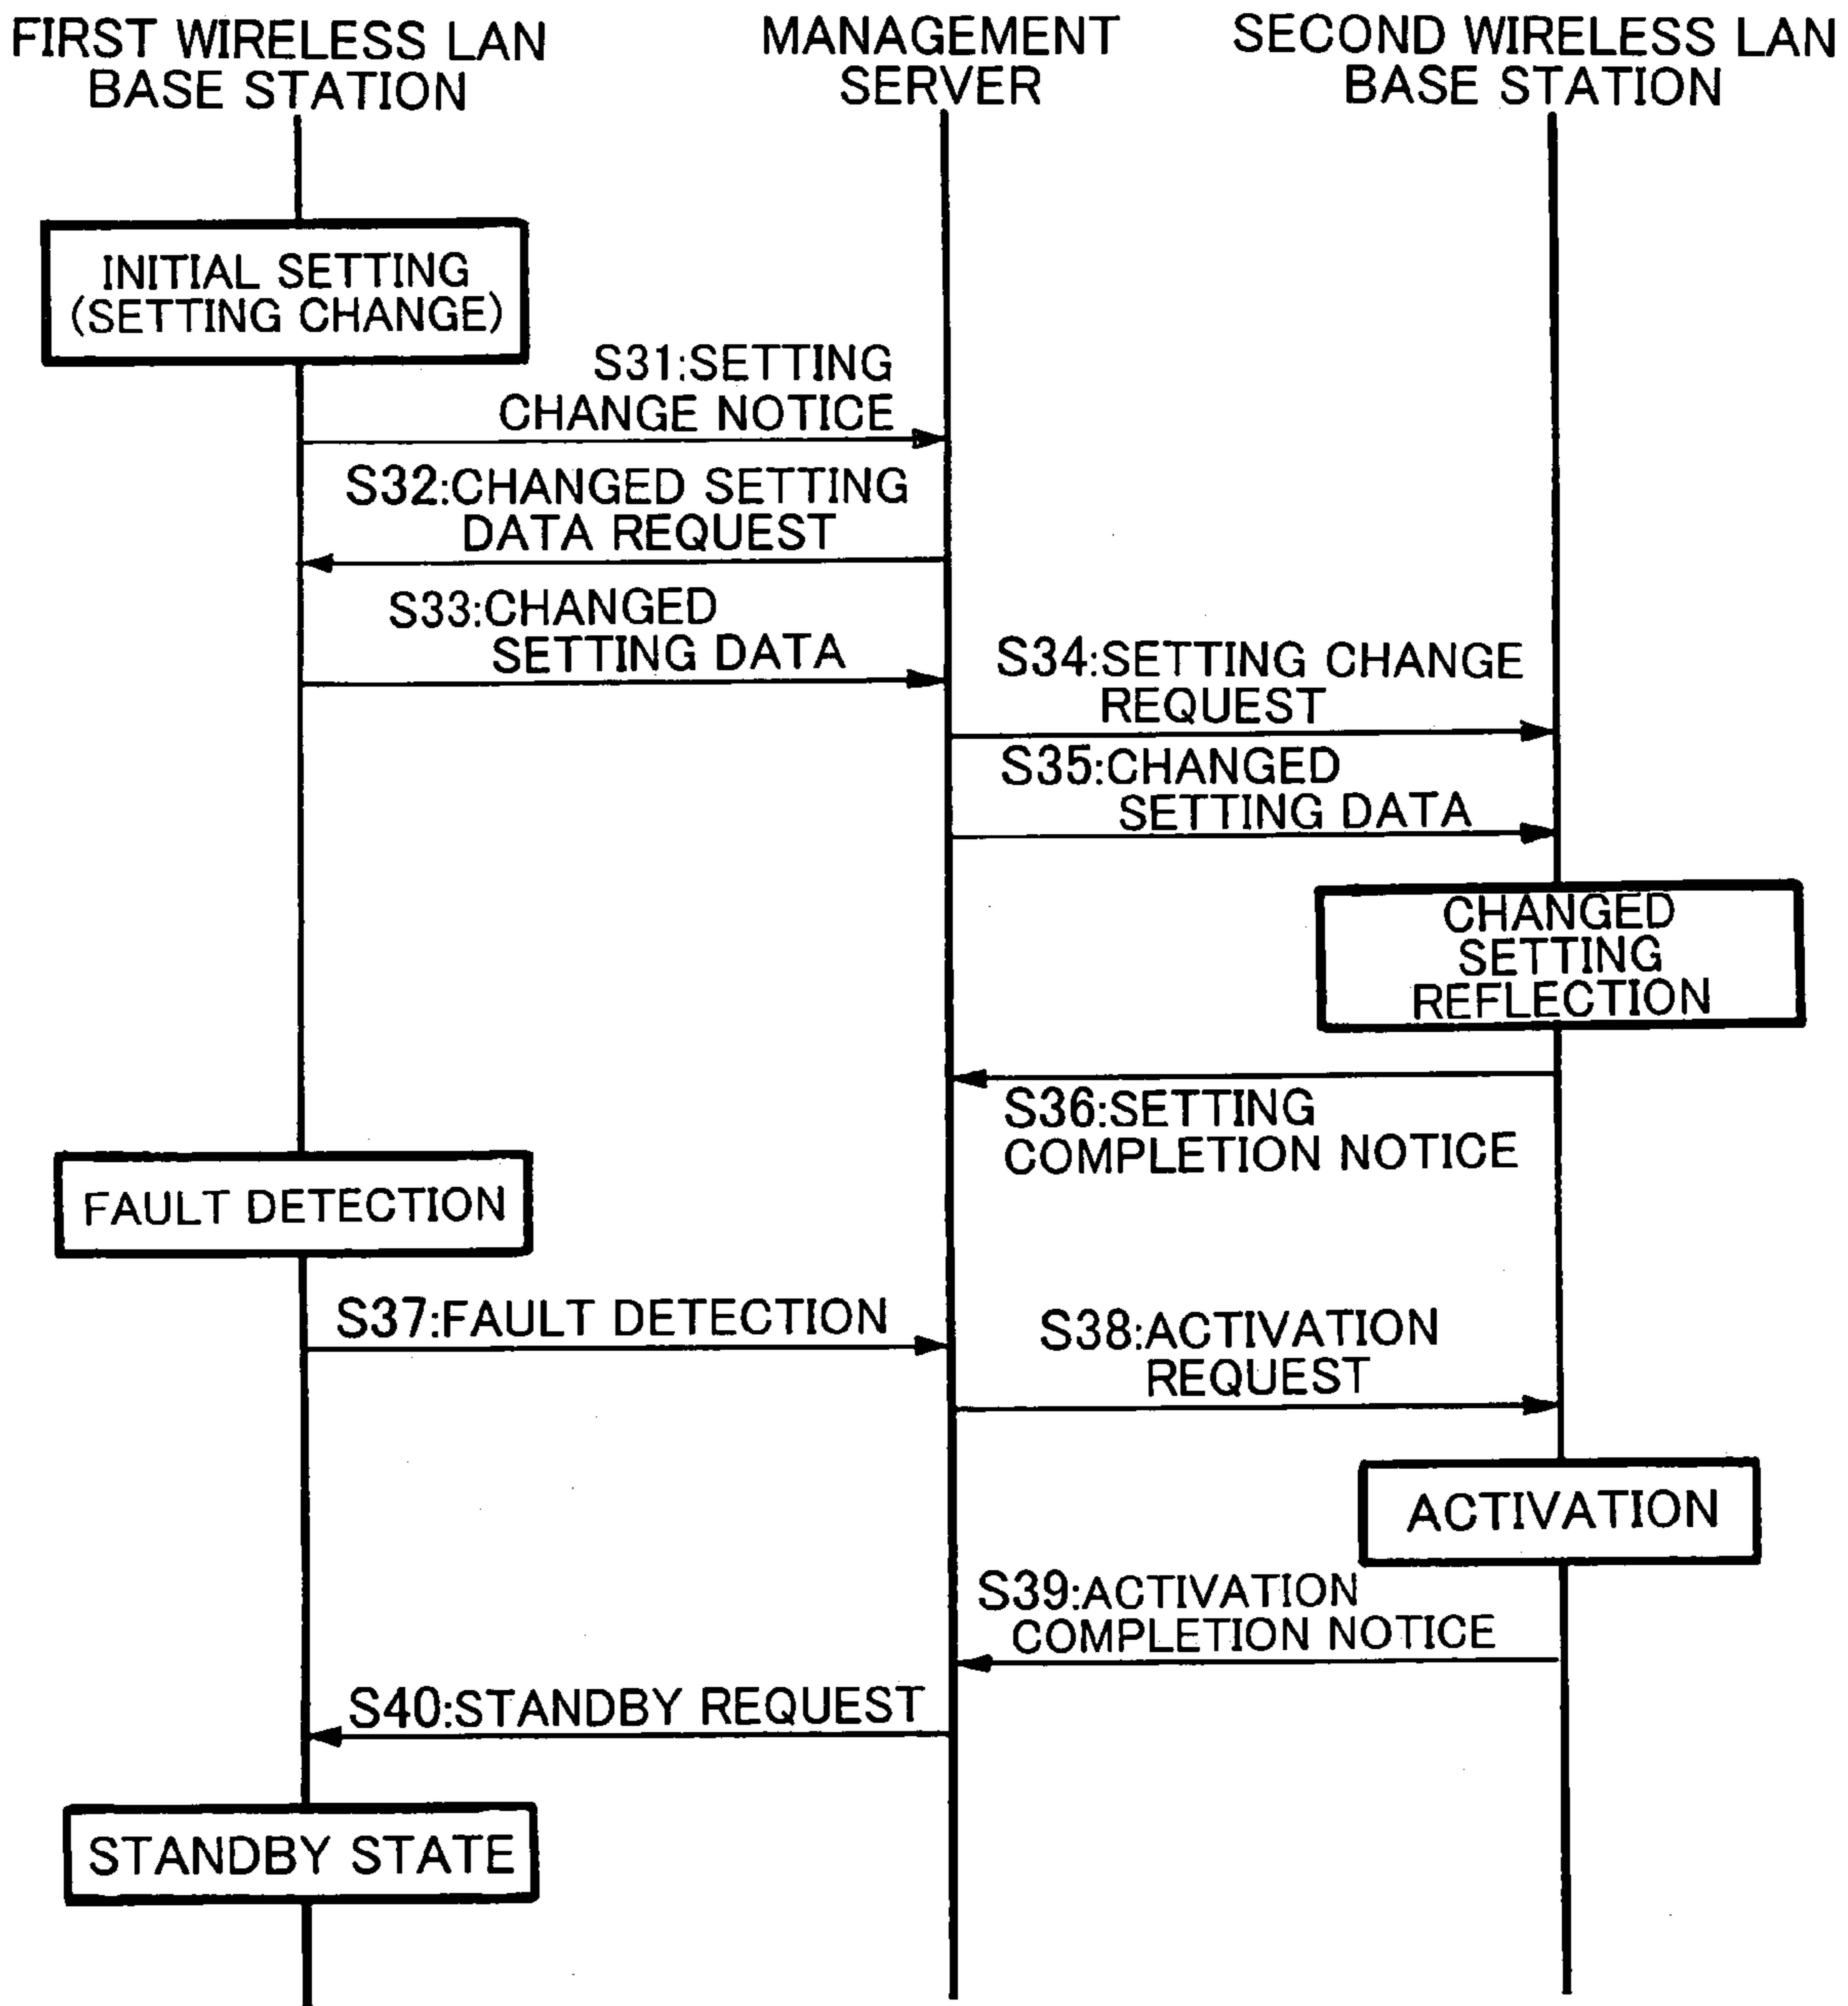 FIRST WIRELESS LAN
BASE STATION
MANAGEMENT
SERVER
SECOND WIRELESS LAN
BASE STATION
INITIAL SETTING
(SETTING CHANGE)
S31:SETTING
CHANGE NOTICE
S32:CHANGED SETTING
DATA REQUEST
S33:CHANGED
SETTING DATA
S34:SETTING CHANGE
REQUEST
S35:CHANGED
SETTING DATA
CHANGED
SETTING
REFLECTION
S36:SETTING
COMPLETION NOTICE
FAULT DETECTION
S37:FAULT DETECTION
S38:ACTIVATION
REQUEST
ACTIVATION
S39:ACTIVATION
COMPLETION NOTICE
S40:STANDBY REQUEST
STANDBY STATE